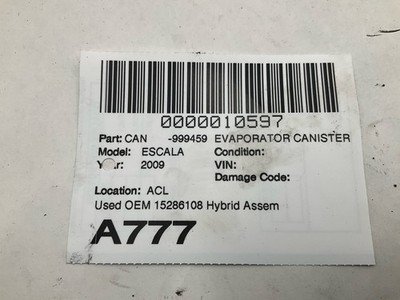 0000010597
Part: CAN -999459 EVAPORATOR CANISTER
Model: ESCALA Condition:
Year: 2009 VIN:
Damage Code:
Location: ACL
Used OEM 15286108 Hybrid Assem
A777